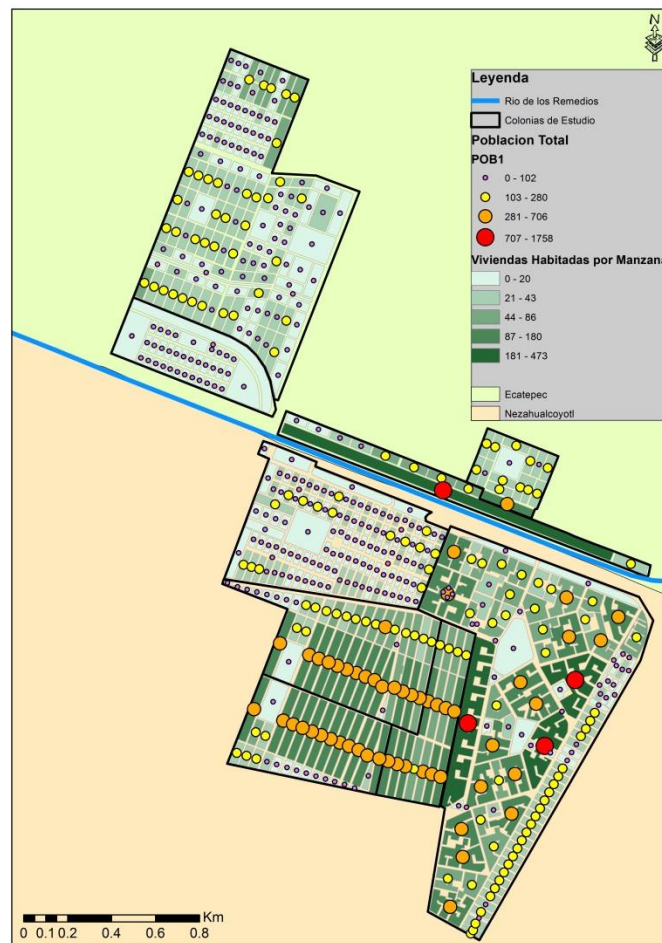 N
Leyenda
Rio de los Remedios
Colonias de Estudio
Poblacion Total
POB1
0 - 102
103 - 280
281 - 706
707 - 1758
Viviendas Habitadas por Manzana
0 - 20
21 - 43
44 - 86
87 - 180
181 - 473
Ecatepec
Nezahualcoyotl
Km
0 0.1 0.2 0.4 0.6 0.8